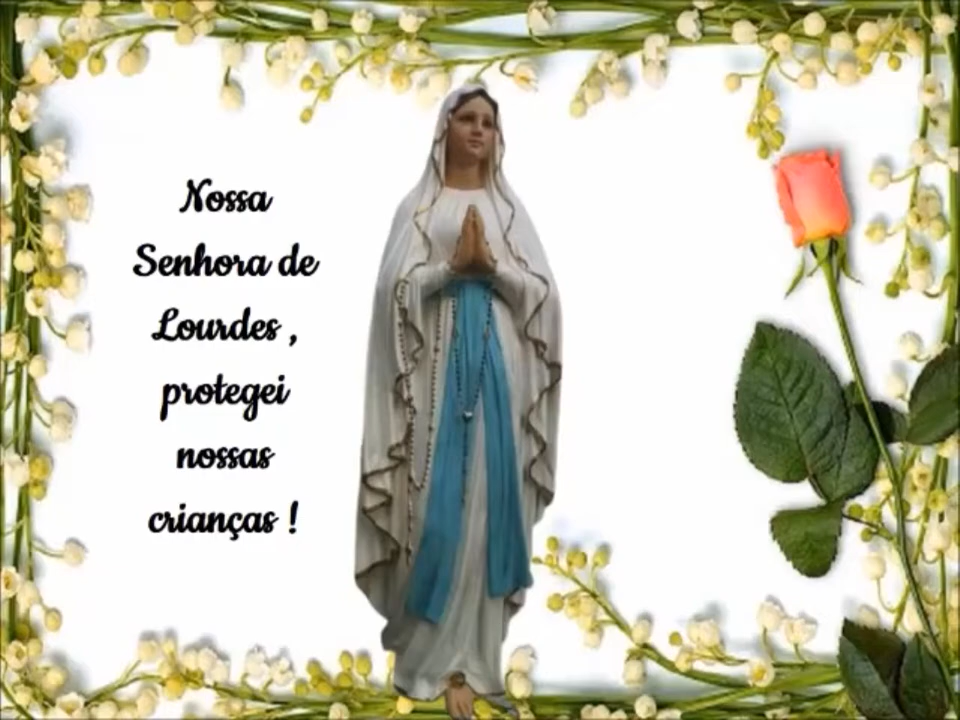 Nossa
Senhora de
Lourdes ,
protegei
nossas
crianças !